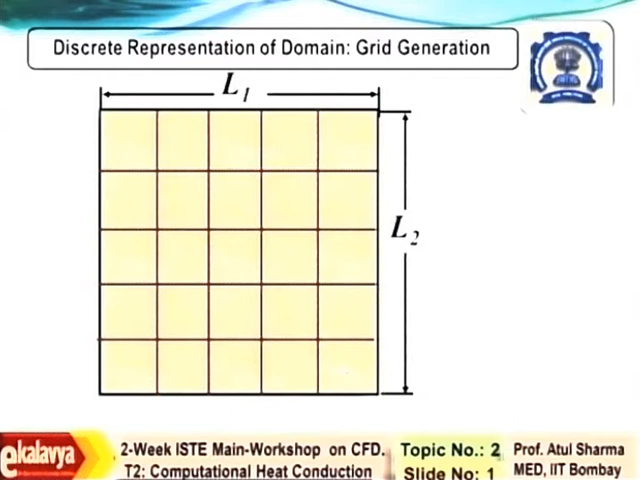 Discrete Representation of Domain: Grid Generation
L1
L2
ekalavya
2-Week ISTE Main-Workshop on CFD.
T2: Computational Heat Conduction
Topic No.: 2
Slide No: 1
Prof. Atul Sharma
MED, IIT Bombay